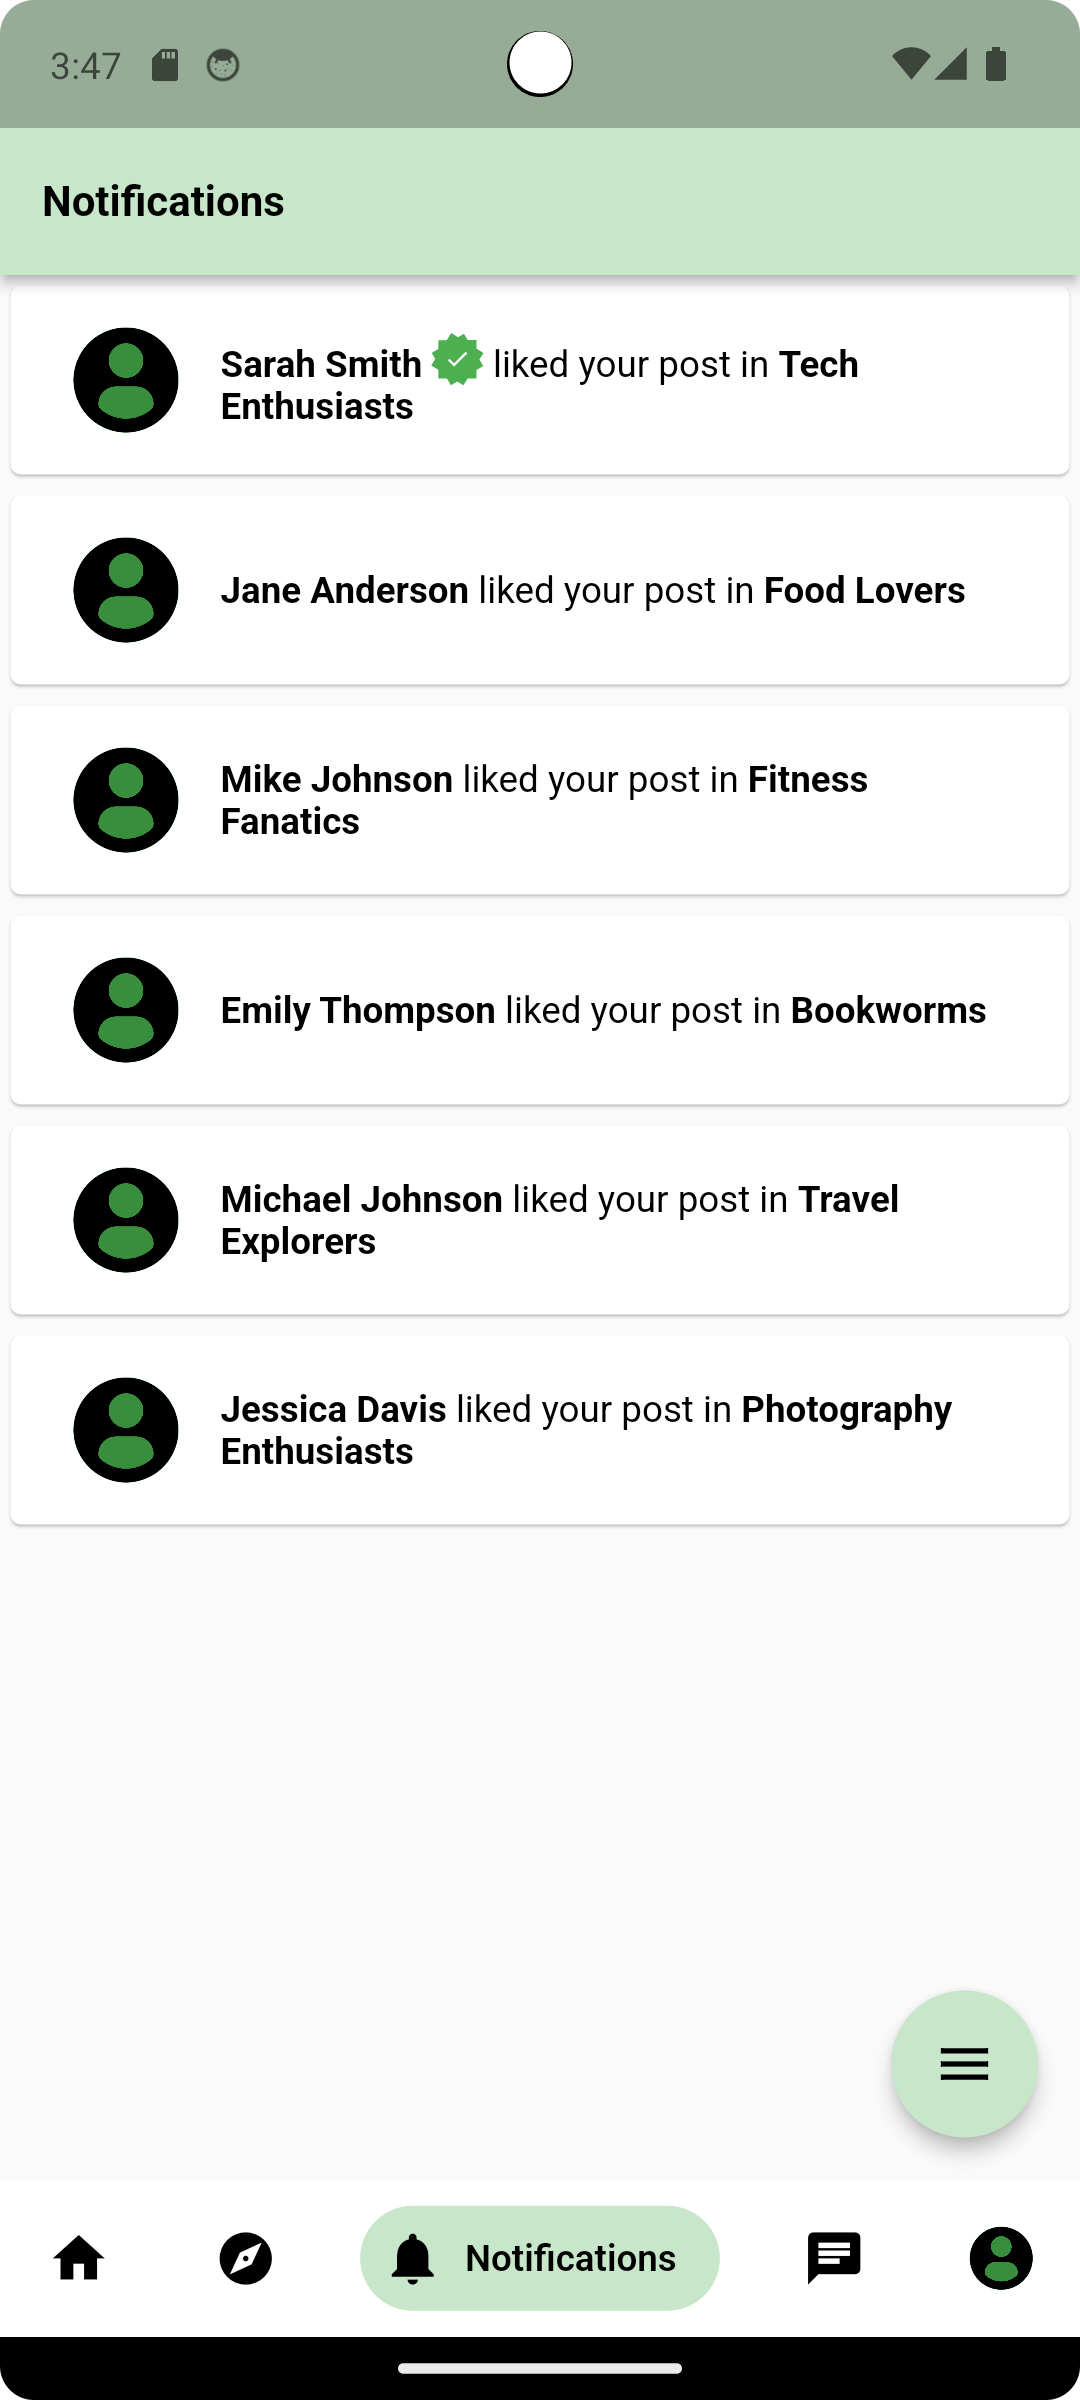 3:47
Notifications
Sarah Smith liked your post in Tech
Enthusiasts
Jane Anderson liked your post in Food Lovers
Mike Johnson liked your post in Fitness
Fanatics
Emily Thompson liked your post in Bookworms
Michael Johnson liked your post in Travel
Explorers
Jessica Davis liked your post in Photography
Enthusiasts
Notifications